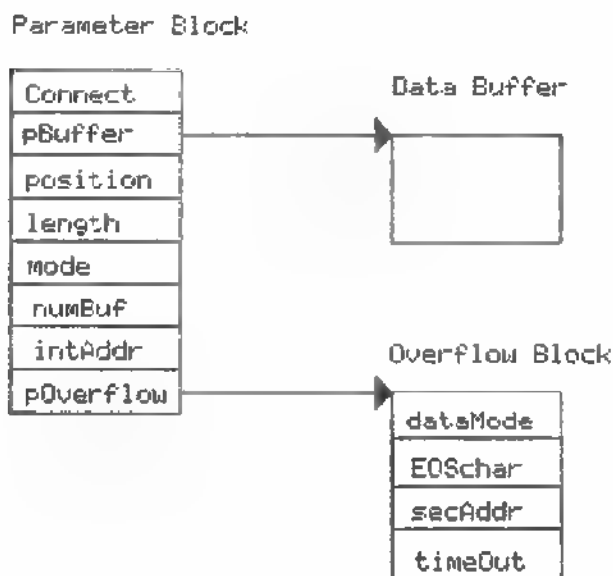 Parameter Block
Connect
pBuffer
position
length
mode
numBuf
intAddr
pOverflow
Data Buffer
Overflow Block
dataMode
EOSchar
secAddr
timeOut